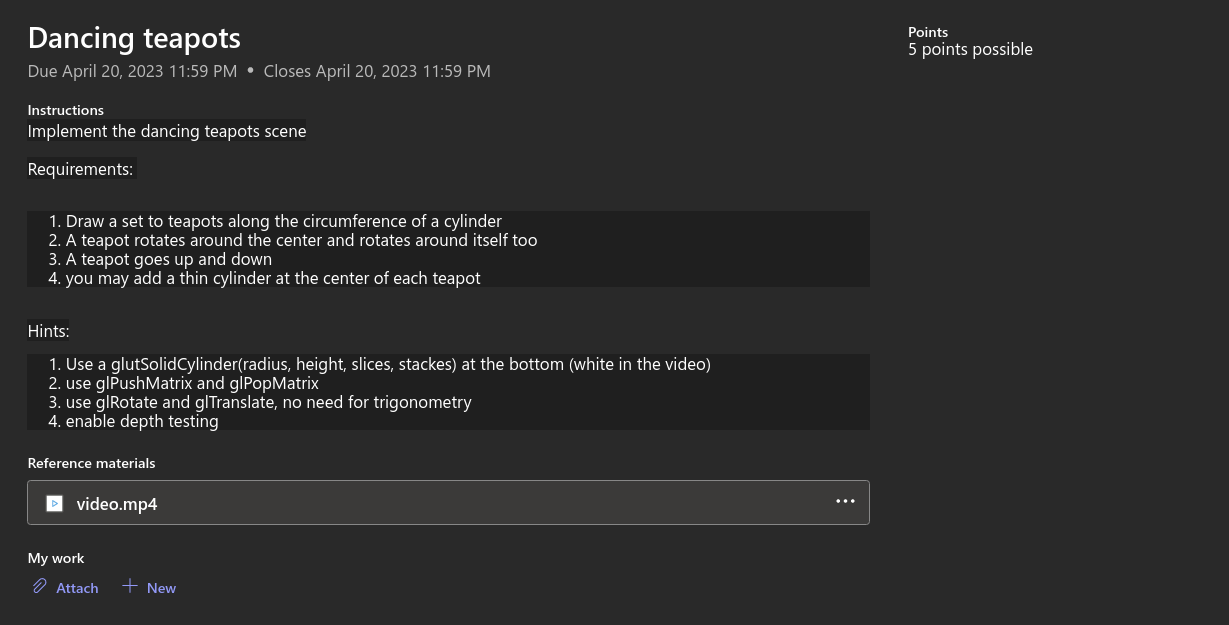 Dancing teapots
Due April 20, 2023 11:59 PM • Closes April 20, 2023 11:59 PM
Points
5 points possible
Instructions
Implement the dancing teapots scene
Requirements:
1. Draw a set to teapots along the circumference of a cylinder
2. A teapot rotates around the center and rotates around itself too
3. A teapot goes up and down
4. you may add a thin cylinder at the center of each teapot
Hints:
1. Use a glutSolidCylinder(radius, height, slices, stackes) at the bottom (white in the video)
2. use glPushMatrix and glPopMatrix
3. use glRotate and glTranslate, no need for trigonometry
4. enable depth testing
Reference materials
video.mp4
My work
Attach New